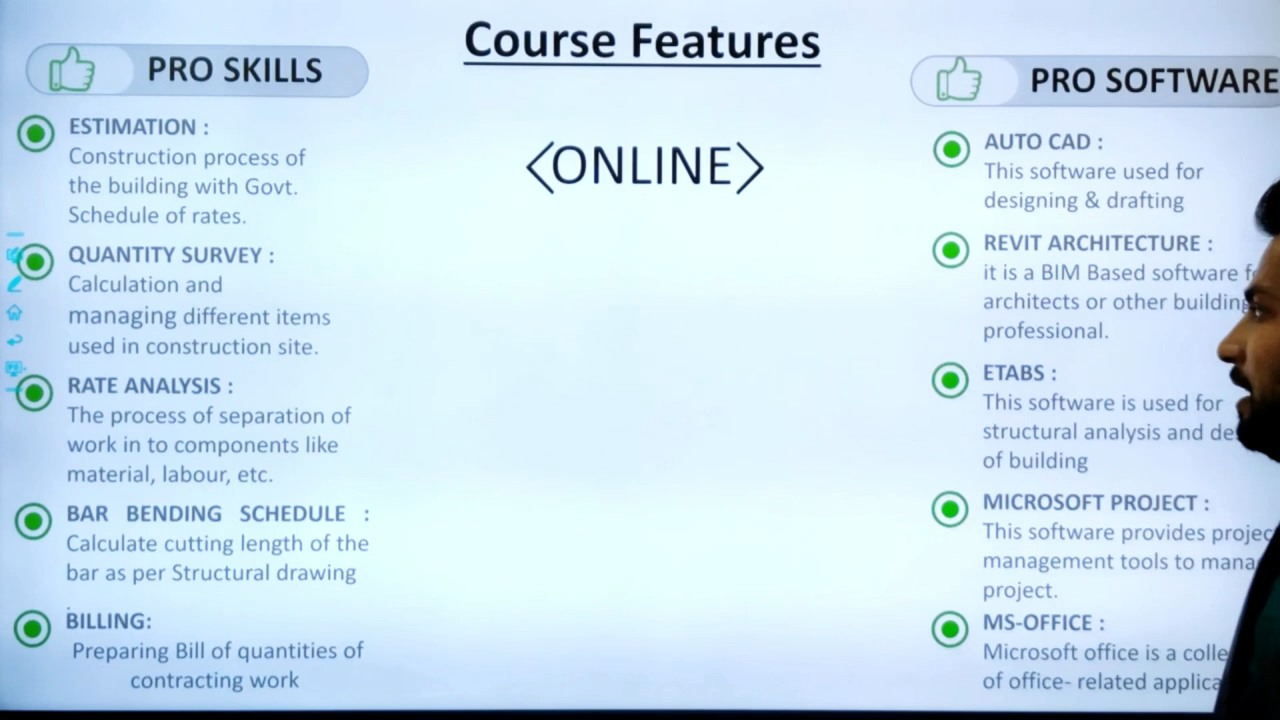 Course Features
<ONLINE>
PRO SKILLS
ESTIMATION :
Construction process of
the building with Govt.
Schedule of rates.
QUANTITY SURVEY :
Calculation and
managing different items
used in construction site.
RATE ANALYSIS :
The process of separation of
work in to components like
material, labour, etc.
BAR BENDING SCHEDULE :
Calculate cutting length of the
bar as per Structural drawing
BILLING:
Preparing Bill of quantities of
contracting work
PRO SOFTWARE
AUTO CAD :
This software used for
designing & drafting
REVIT ARCHITECTURE :
it is a BIM Based software
architects or other building
professional.
ETABS :
This software is used for
structural analysis and
of building
MICROSOFT PROJECT :
This software provides
management tools to
project.
MS-OFFICE :
Microsoft office is a
of office- related